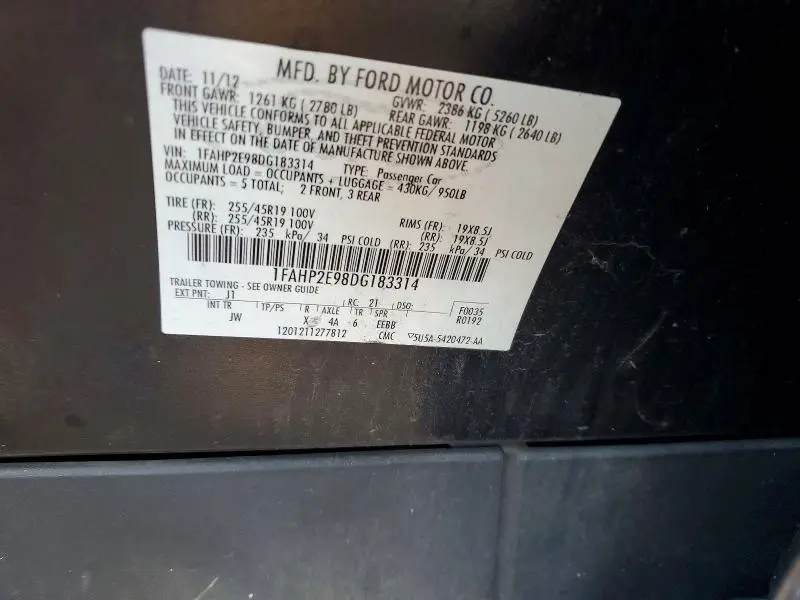 MFD. BY FORD MOTOR CO.
DATE: 11/12 GVWR: 2386 KG ( 5260 LB)
FRONT GAWR: 1261 KG ( 2780 LB) REAR GAWR: 1198 KG ( 2640 LB)
THIS VEHICLE CONFORMS TO ALL APPLICABLE FEDERAL MOTOR
VEHICLE SAFETY, BUMPER, AND THEFT PREVENTION STANDARDS
IN EFFECT ON THE DATE OF MANUFACTURE SHOWN ABOVE.
VIN: 1FAHP2E98DG183314 TYPE: Passenger Car
MAXIMUM LOAD = OCCUPANTS + LUGGAGE = 430KG/ 950LB
OCCUPANTS = 5 TOTAL; 2 FRONT, 3 REAR
TIRE (FR): 255/45R19 100V RIMS (FR): 19X8.5J
(RR): 255/45R19 100V (RR): 19X8.5J
PRESSURE (FR): 235 kPa/ 34 PSI COLD (RR): 235 kPa/ 34 PSI COLD
1FAHP2E98DG183314
TRAILER TOWING - SEE OWNER GUIDE
EXT PNT: J1 RC: 21 DSO: F0035
INT TR TP/PS R AXLE TR SPR R0192
JW X 4A 6 EEBB
1201211277812 CMC 5U5A-5420472-AA